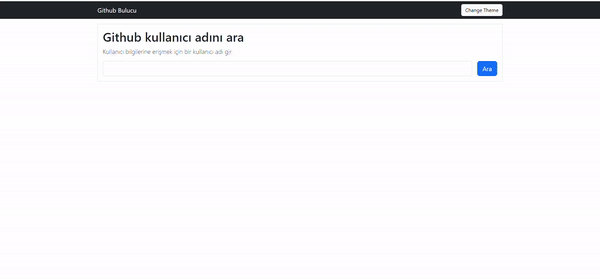 Github Bulucu
Change Theme
Github kullanıcı adını ara
Kullanıcı bilgilerine erişmek için bir kullanıcı adı gir.
Ara